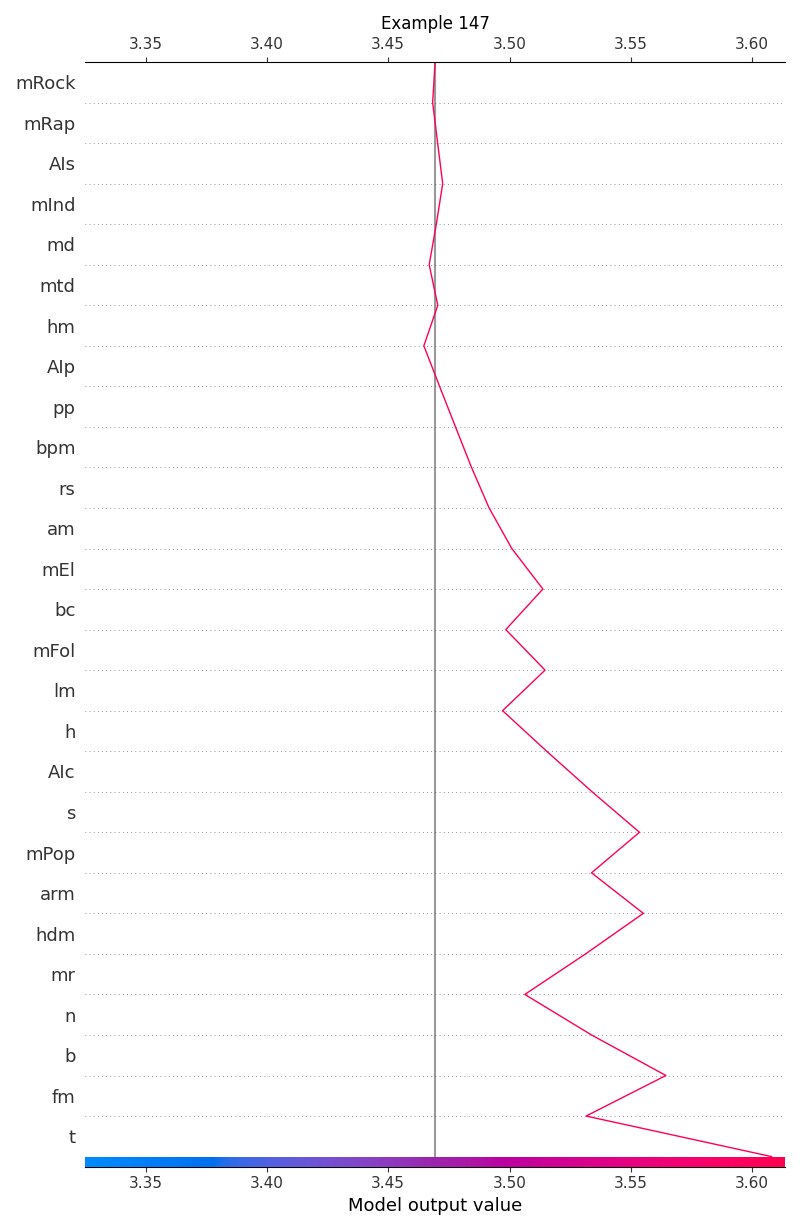 Example 147
3.35 3.40 3.45 3.50 3.55 3.60
mRock
mRap
AIs
mInd
md
mtd
hm
AIp
pp
bpm
rs
am
mEl
bc
mFol
lm
h
AIc
s
mPop
arm
hdm
mr
n
b
fm
t
3.35 3.40 3.45 3.50 3.55 3.60
Model output value